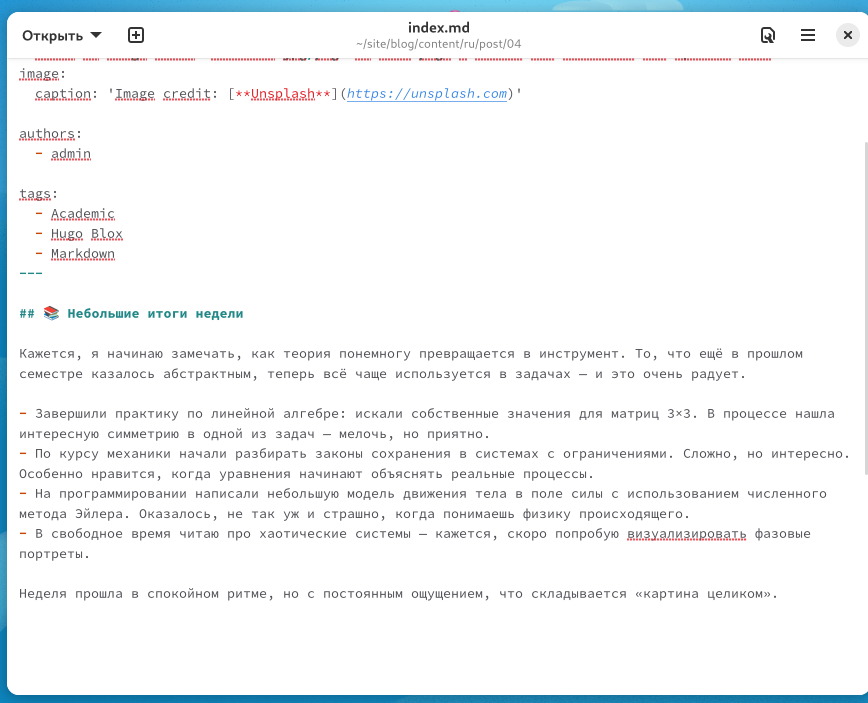 Открыть
index.md
~/site/blog/content/ru/post/04
image:
caption: 'Image credit: [**Unsplash**](https://unsplash.com)'
authors:
- admin
tags:
- Academic
- Hugo Blox
- Markdown
---
## 📚 Небольшие итоги недели
Кажется, я начинаю замечать, как теория понемногу превращается в инструмент. То, что ещё в прошлом
семестре казалось абстрактным, теперь всё чаще используется в задачах — и это очень радует.
- Завершили практику по линейной алгебре: искали собственные значения для матриц 3×3. В процессе нашла
интересную симметрию в одной из задач — мелочь, но приятно.
- По курсу механики начали разбирать законы сохранения в системах с ограничениями. Сложно, но интересно.
Особенно нравится, когда уравнения начинают объяснять реальные процессы.
- На программировании написали небольшую модель движения тела в поле силы с использованием численного
метода Эйлера. Оказалось, не так уж и страшно, когда понимаешь физику происходящего.
- В свободное время читаю про хаотические системы — кажется, скоро попробую визуализировать фазовые
портреты.
Неделя прошла в спокойном ритме, но с постоянным ощущением, что складывается «картина целиком».